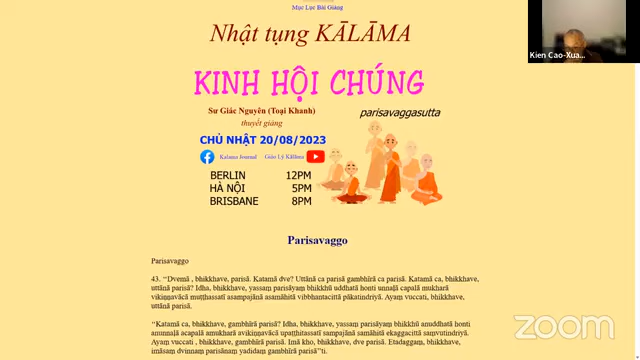 Mục Lục Bài Giảng
Nhật tụng KĀLĀMA
KINH HỘI CHÚNG
Sư Giác Nguyên (Toại Khanh)
thuyết giảng
parisavaggasutta
CHỦ NHẬT 20/08/2023
Kalama Journal Giáo Lý Kālāma
BERLIN 12PM
HÀ NỘI 5PM
BRISBANE 8PM
Parisavaggo
Parisavaggo
43. “Dvemā , bhikkhave, parisā. Katamā dve? Uttānā ca parisā gambhīrā ca parisā. Katamā ca, bhikkhave,
uttānā parisā? Idha, bhikkhave, yassaṃ parisāyaṃ bhikkhū uddhatā honti unnaḷā capalā mukharā
vikiṇṇavācā muṭṭhassatī asampajānā asamāhitā vibbhantacittā pākatindriyā. Ayaṃ vuccati, bhikkhave,
uttānā parisā.
“Katamā ca, bhikkhave, gambhīrā parisā? Idha, bhikkhave, yassaṃ parisāyaṃ bhikkhū anuddhatā honti
anunnaḷā acapalā amukharā avikiṇṇavācā upaṭṭhitassatī sampajānā samāhitā ekaggacittā saṃvutindriyā.
Ayaṃ vuccati , bhikkhave, gambhīrā parisā. Imā kho, bhikkhave, dve parisā. Etadaggaṃ, bhikkhave,
imāsaṃ dvinnaṃ parisānaṃ yadidaṃ gambhīrā parisā”ti.
Kien Cao-Xua...
zoom